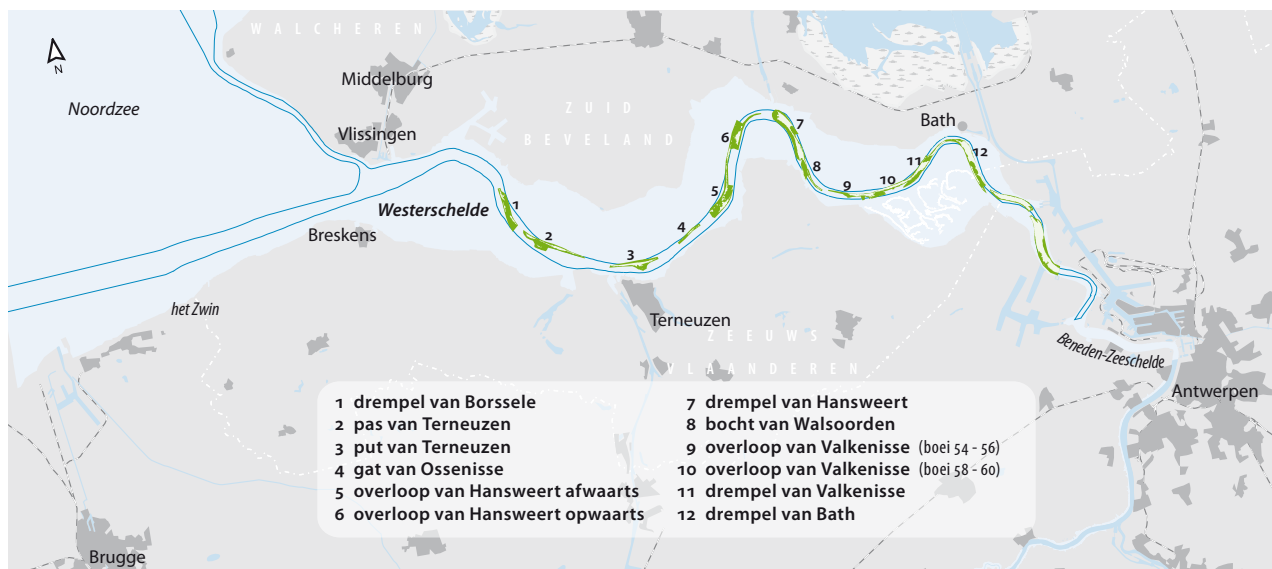 WALCHEREN
N
Middelburg
Noordzee
ZUID
BEVELAND
Vlissingen
Bath
6
7
12
11
8
5
9
10
Westerschelde
1
4
Breskens
2
3
het Zwin
Terneuzen
ZEEUWS
VLAANDEREN
Beneden-Zeeschelde
Antwerpen
1 drempel van Borssele
2 pas van Terneuzen
3 put van Terneuzen
4 gat van Ossenisse
5 overloop van Hansweert afwaarts
6 overloop van Hansweert opwaarts
7 drempel van Hansweert
8 bocht van Walsoorden
9 overloop van Valkenisse (boei 54 - 56)
10 overloop van Valkenisse (boei 58 - 60)
11 drempel van Valkenisse
12 drempel van Bath
Brugge